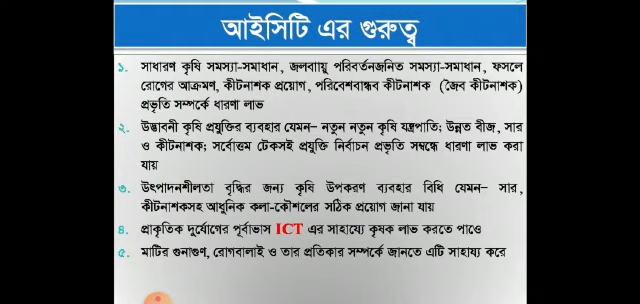 আইসিটি এর গুরুত্ব
১. সাধারণ কৃষি সমস্যা-সমাধান, জলবাায়ু পরিবর্তনজনিত সমস্যা-সমাধান, ফসলে
রোগের আক্রমণ, কীটনাশক প্রয়োগ, পরিবেশবান্ধব কীটনাশক (জৈব কীটনাশক)
প্রভৃতি সম্পর্কে ধারণা লাভ
২. উদ্ভাবনী কৃষি প্রযুক্তির ব্যবহার যেমন– নতুন নতুন কৃষি যন্ত্রপাতি; উন্নত বীজ, সার
ও কীটনাশক; সর্বোত্তম টেকসই প্রযুক্তি নির্বাচন প্রভৃতি সম্বন্ধে ধারণা লাভ করা
যায়
৩. উৎপাদনশীলতা বৃদ্ধির জন্য কৃষি উপকরণ ব্যবহার বিধি যেমন– সার,
কীটনাশকসহ আধুনিক কলা-কৌশলের সঠিক প্রয়োগ জানা যায়
৪. প্রাকৃতিক দুর্যোগের পূর্বাভাস ICT এর সাহায্যে কৃষক লাভ করতে পাওে
৫. মাটির গুনাগুণ, রোগবালাই ও তার প্রতিকার সম্পর্কে জানতে এটি সাহায্য করে